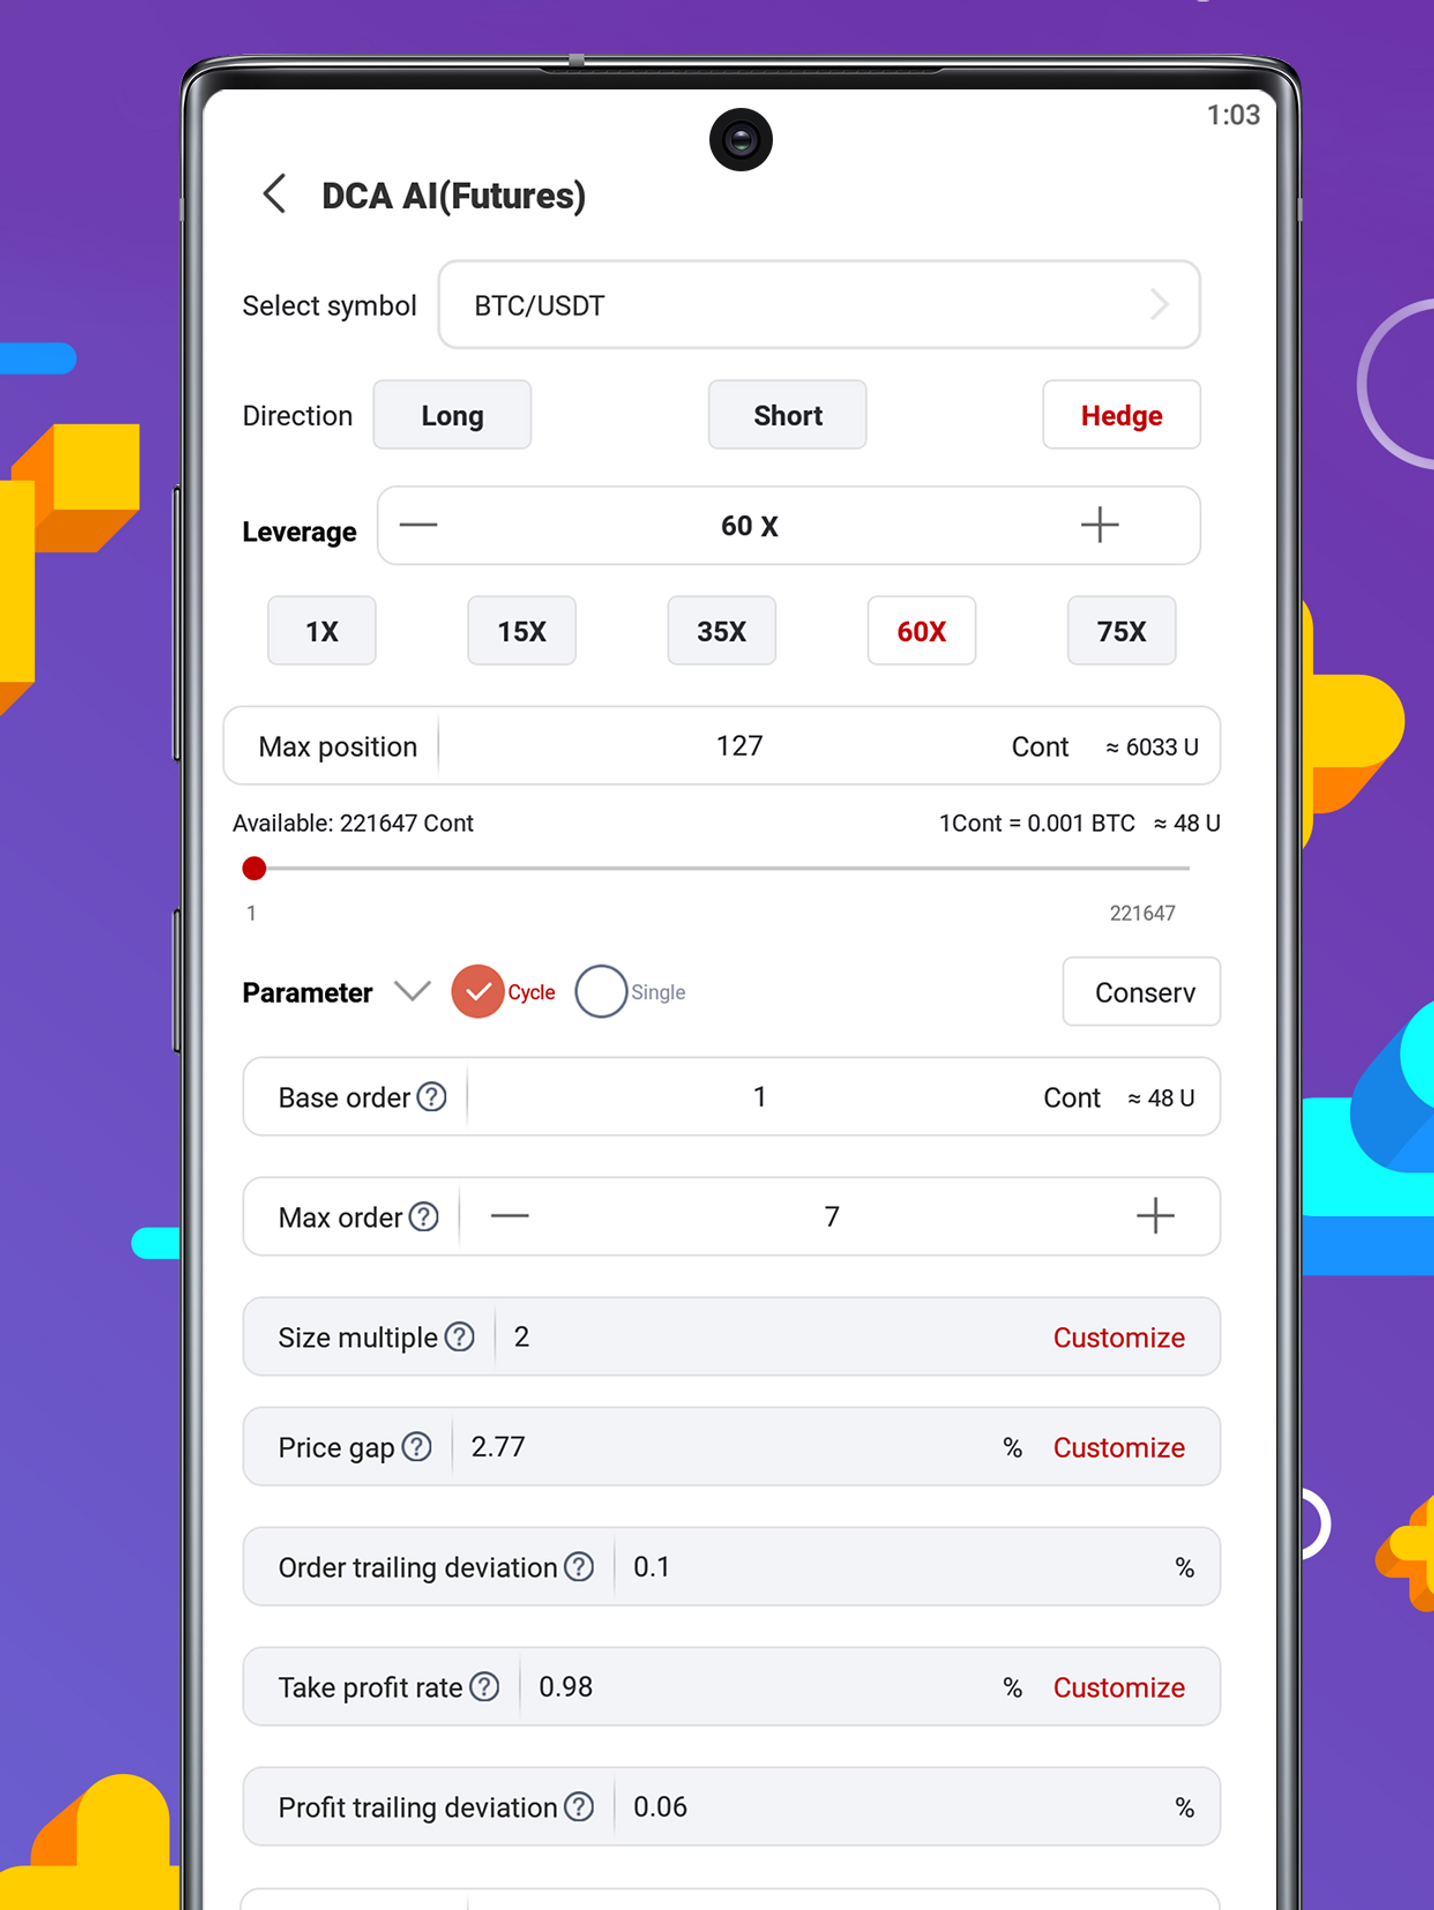 1:03
DCA AI(Futures)
Select symbol BTC/USDT
Direction Long Short Hedge
Leverage 60 X
1X 15X 35X 60X 75X
Max position 127 Cont ≈ 6033 U
Available: 221647 Cont 1Cont = 0.001 BTC ≈ 48 U
1 221647
Parameter Cycle Single Conserv
Base order ? 1 Cont ≈ 48 U
Max order ? 7
Size multiple ? 2 Customize
Price gap ? 2.77 % Customize
Order trailing deviation ? 0.1 %
Take profit rate ? 0.98 % Customize
Profit trailing deviation ? 0.06 %